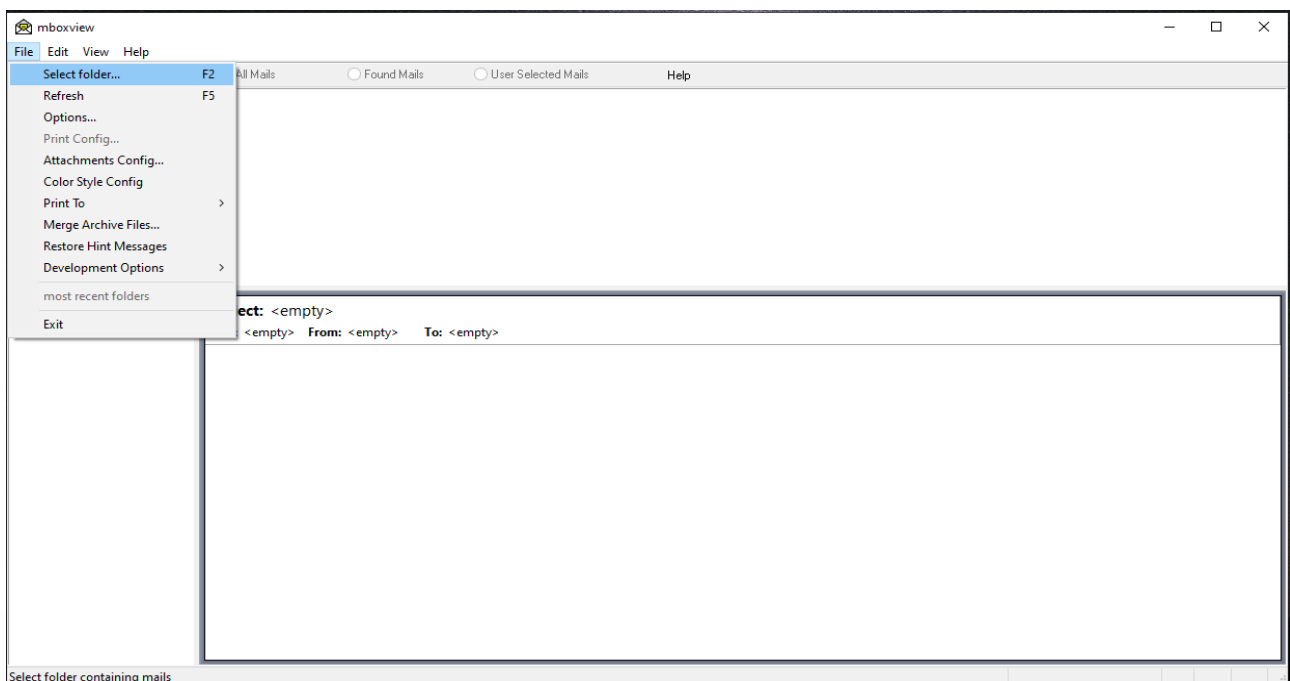 mboxview
File Edit View Help
Select folder... F2
All Mails Found Mails User Selected Mails Help
Refresh F5
Options...
Print Config...
Attachments Config...
Color Style Config
Print To
Merge Archive Files...
Restore Hint Messages
Development Options
most recent folders
Exit
ect: <empty>
: <empty> From: <empty> To: <empty>
Select folder containing mails